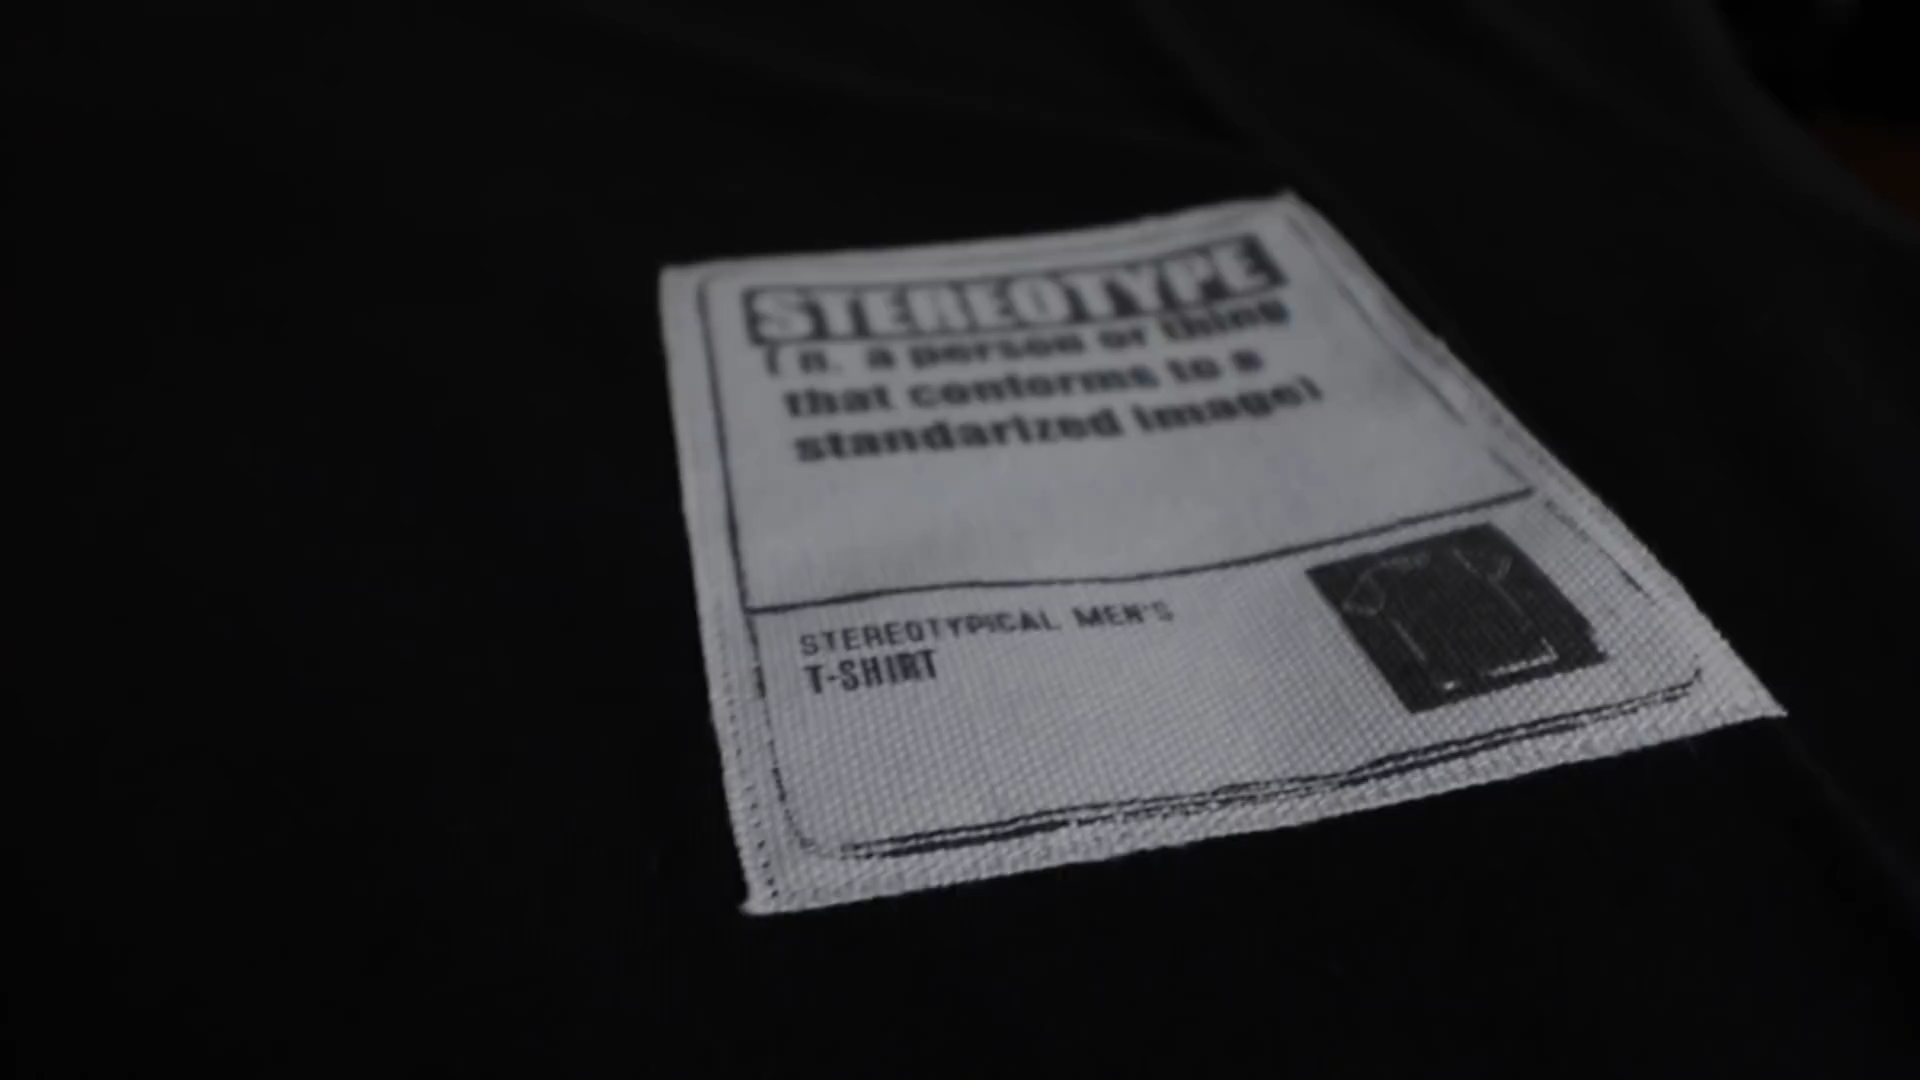 STEREOTYPE
( n. a person or thing
that conforms to a
standarized image)
STEREOTYPICAL MEN'S
T-SHIRT